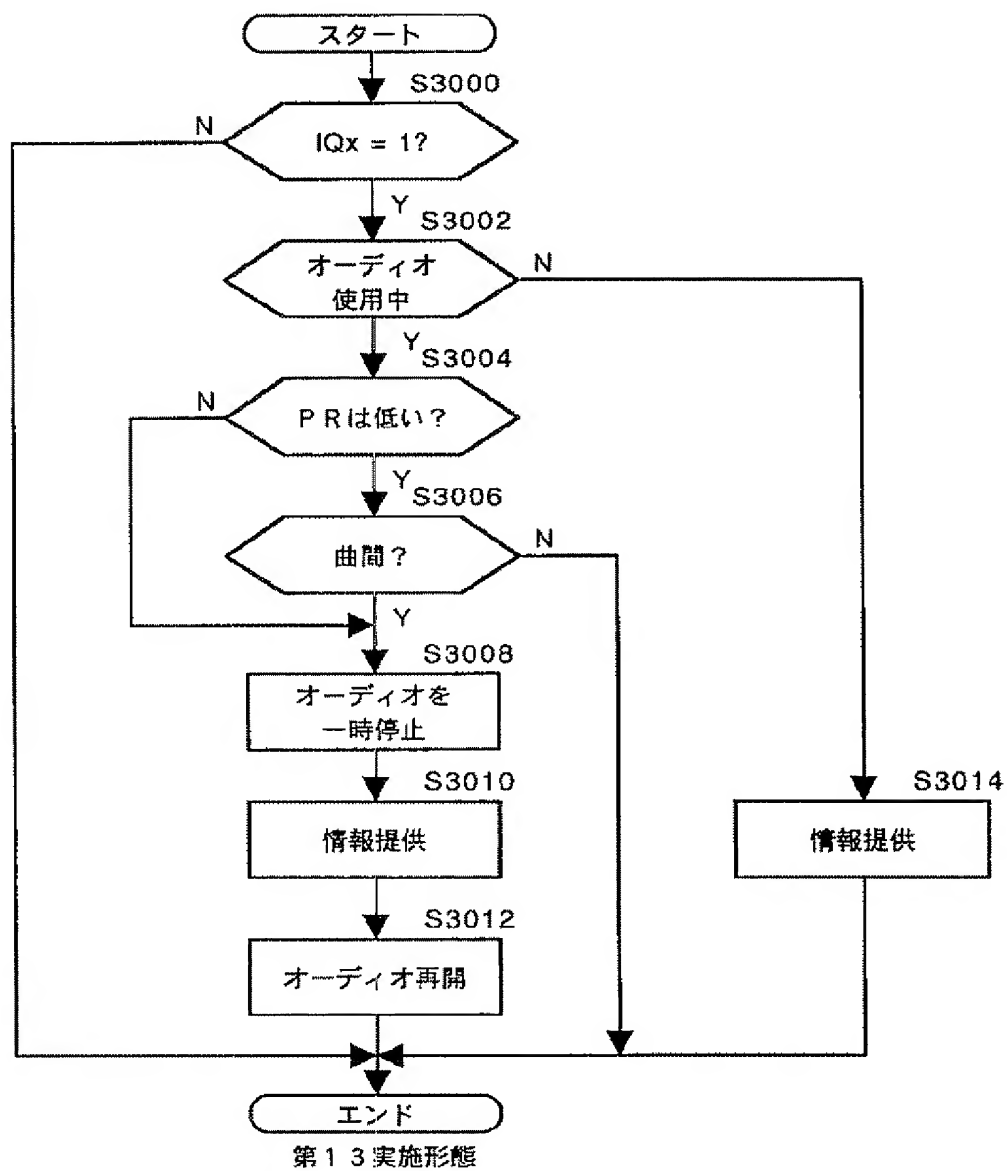 スタート
S3000
N
IQx = 1?
Y
S3002
オーディオ
使用中
N
Y
S3004
N
PRは低い?
Y
S3006
曲間?
N
Y
S3008
オーディオを
一時停止
S3010
情報提供
S3014
情報提供
S3012
オーディオ再開
エンド
第13実施形態